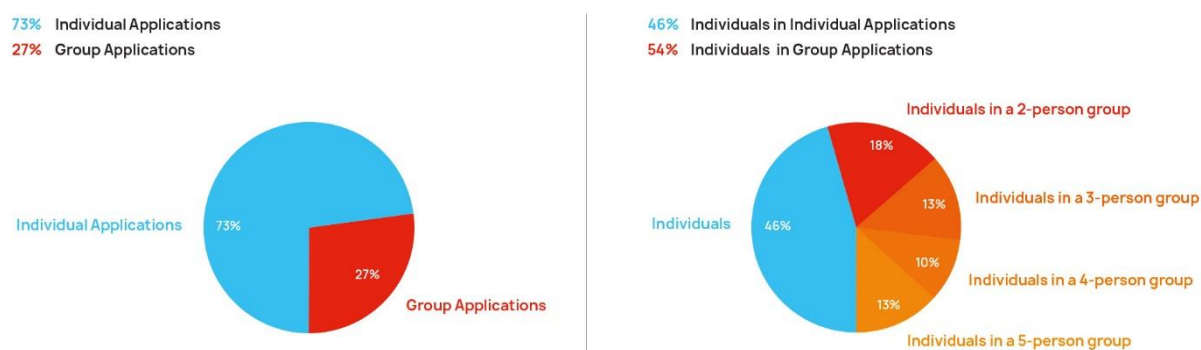 73% Individual Applications
27% Group Applications
Individual Applications
73%
27%
Group Applications
46% Individuals in Individual Applications
54% Individuals in Group Applications
Individuals in a 2-person group
18%
13%
Individuals in a 3-person group
Individuals
46%
10%
Individuals in a 4-person group
13%
Individuals in a 5-person group